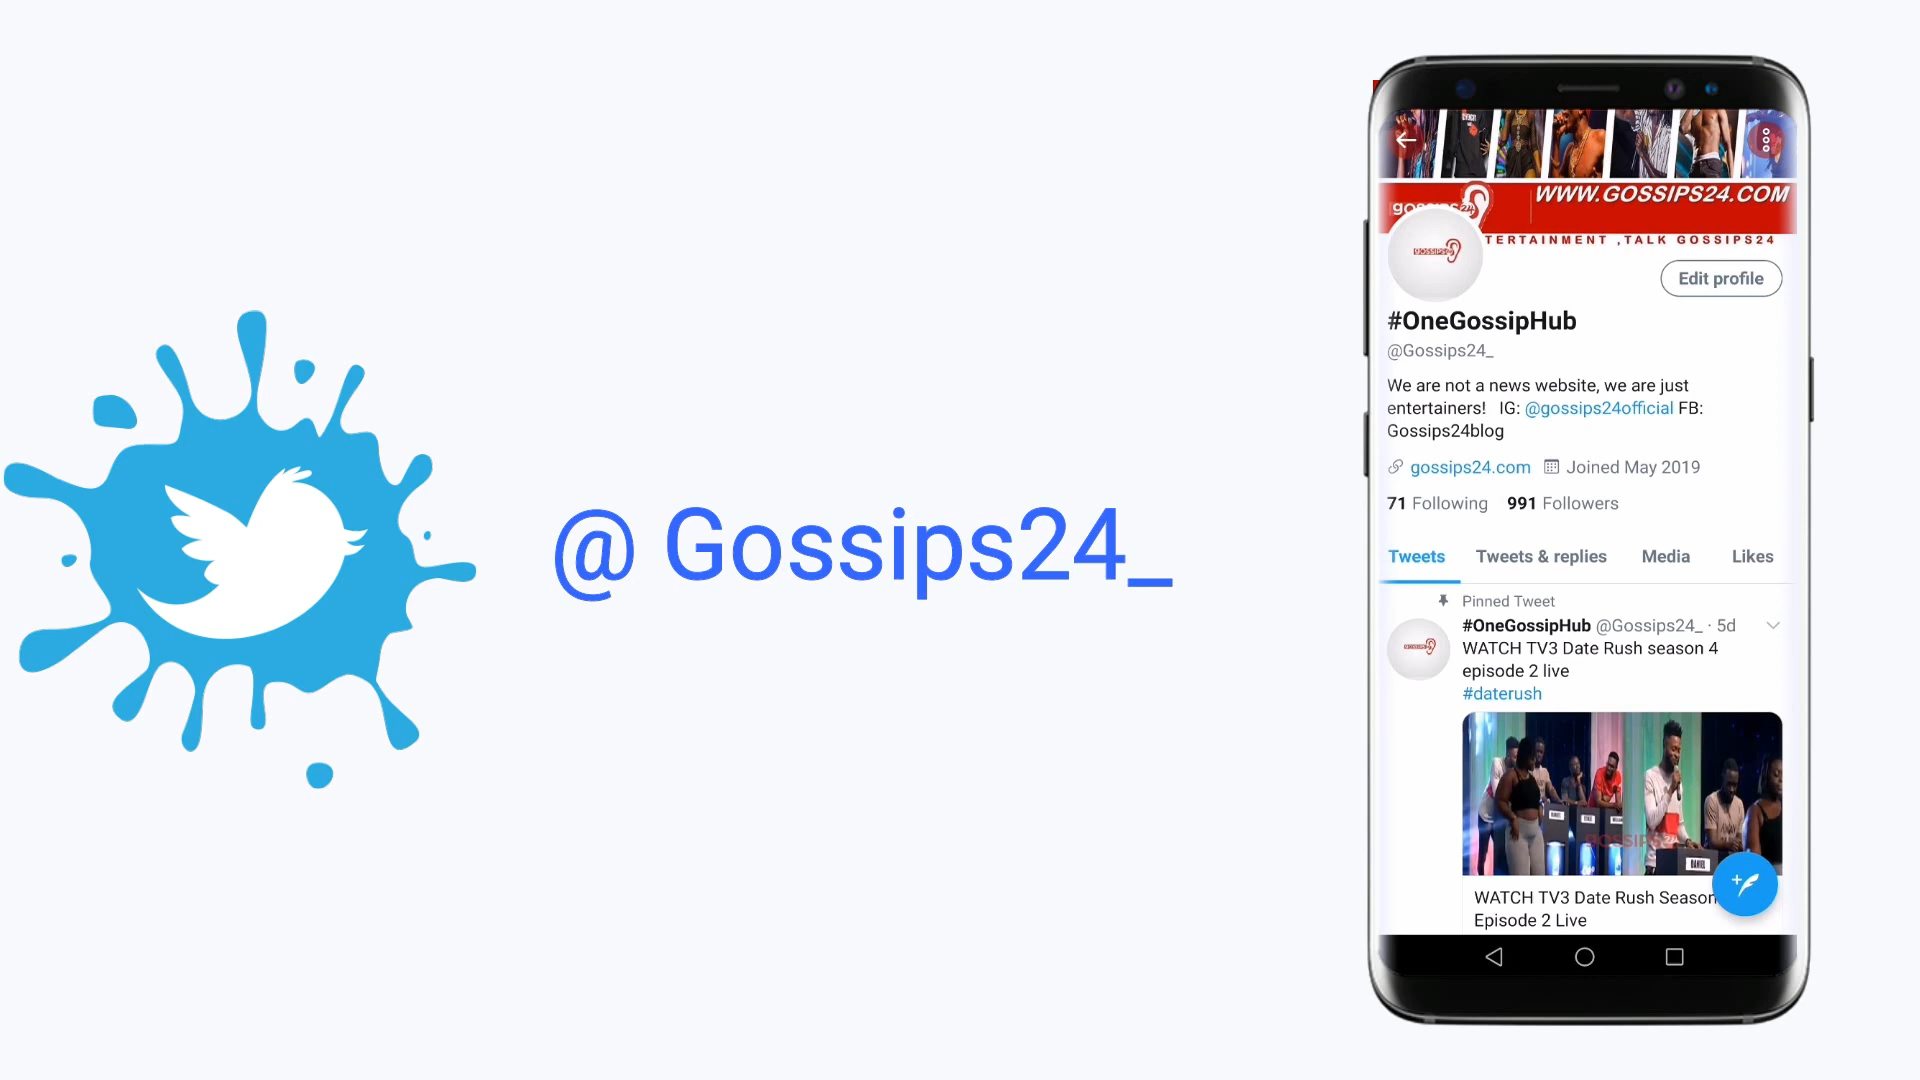 @ Gossips24_
WWW.GOSSIPS24.COM
TERTAINMENT ,TALK GOSSIPS24
GOSSIPS24
Edit profile
#OneGossipHub
@Gossips24_
We are not a news website, we are just
entertainers! IG: @gossips24official FB:
Gossips24blog
gossips24.com Joined May 2019
71 Following 991 Followers
Tweets Tweets & replies Media Likes
Pinned Tweet
#OneGossipHub @Gossips24_ · 5d
WATCH TV3 Date Rush season 4
episode 2 live
#daterush
GOSSIPS24
DANIEL
WATCH TV3 Date Rush Season
Episode 2 Live